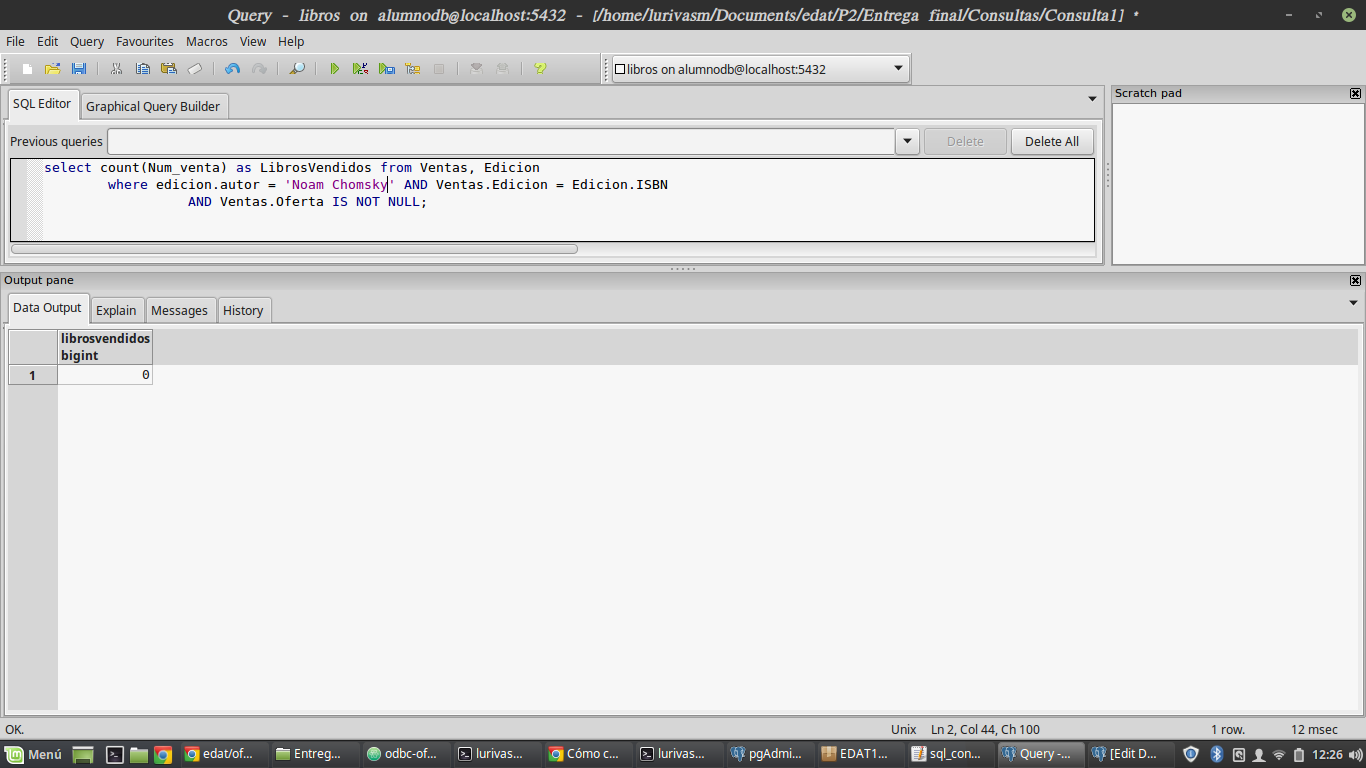 Query - libros on alumnodb@localhost:5432 - [/home/lurivasm/Documents/edat/P2/Entrega final/Consultas/Consulta1] *
File Edit Query Favourites Macros View Help
libros on alumnodb@localhost:5432
SQL Editor Graphical Query Builder
Scratch pad
Previous queries Delete Delete All
select count(Num_venta) as LibrosVendidos from Ventas, Edicion
where edicion.autor = 'Noam Chomsky' AND Ventas.Edicion = Edicion.ISBN
AND Ventas.Oferta IS NOT NULL;
Output pane
Data Output Explain Messages History
librosvendidos
bigint
1 0
OK. Unix Ln 2, Col 44, Ch 100 1 row. 12 msec
Menú edat/of... Entreg... odbc-of... lurivas... Cómo c... lurivas... pgAdmi... EDAT1... sql_con... Query -... [Edit D... 12:26